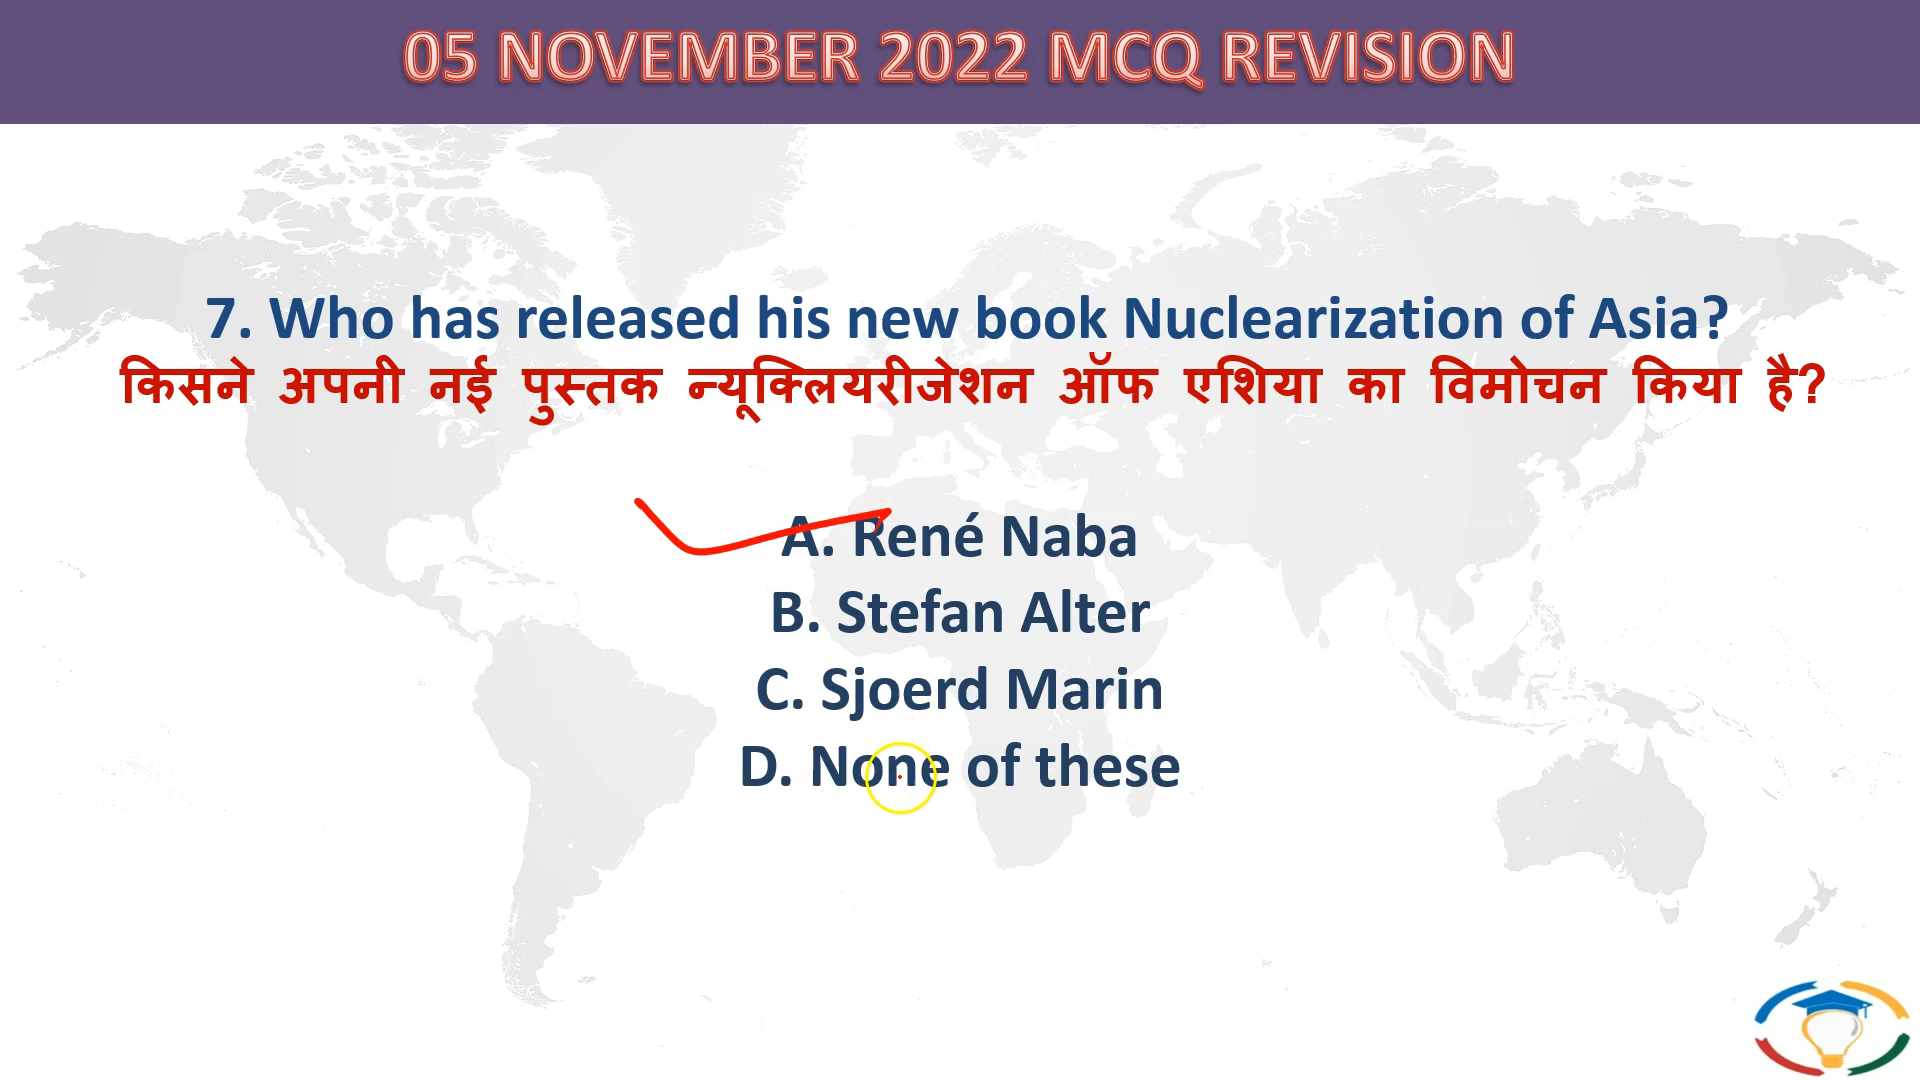 05 NOVEMBER 2022 MCQ REVISION
7. Who has released his new book Nuclearization of Asia?
किसने अपनी नई पुस्तक न्यूक्लियरीजेशन ऑफ एशिया का विमोचन किया है?
A. René Naba
B. Stefan Alter
C. Sjoerd Marin
D. None of these